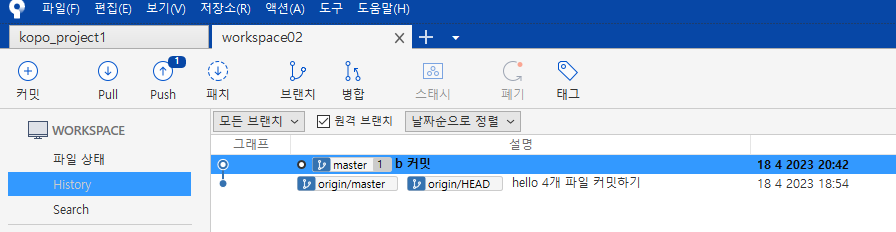 파일(F) 편집(E) 보기(V) 저장소(R) 액션(A) 도구 도움말(H)
kopo_project1 workspace02
1
커밋 Pull Push 패치 브랜치 병합 스태시 폐기 태그
WORKSPACE 모든 브랜치 원격 브랜치 날짜순으로 정렬
그래프 설명
파일 상태 master 1 b 커밋 18 4 2023 20:42
History origin/master origin/HEAD hello 4개 파일 커밋하기 18 4 2023 18:54
Search